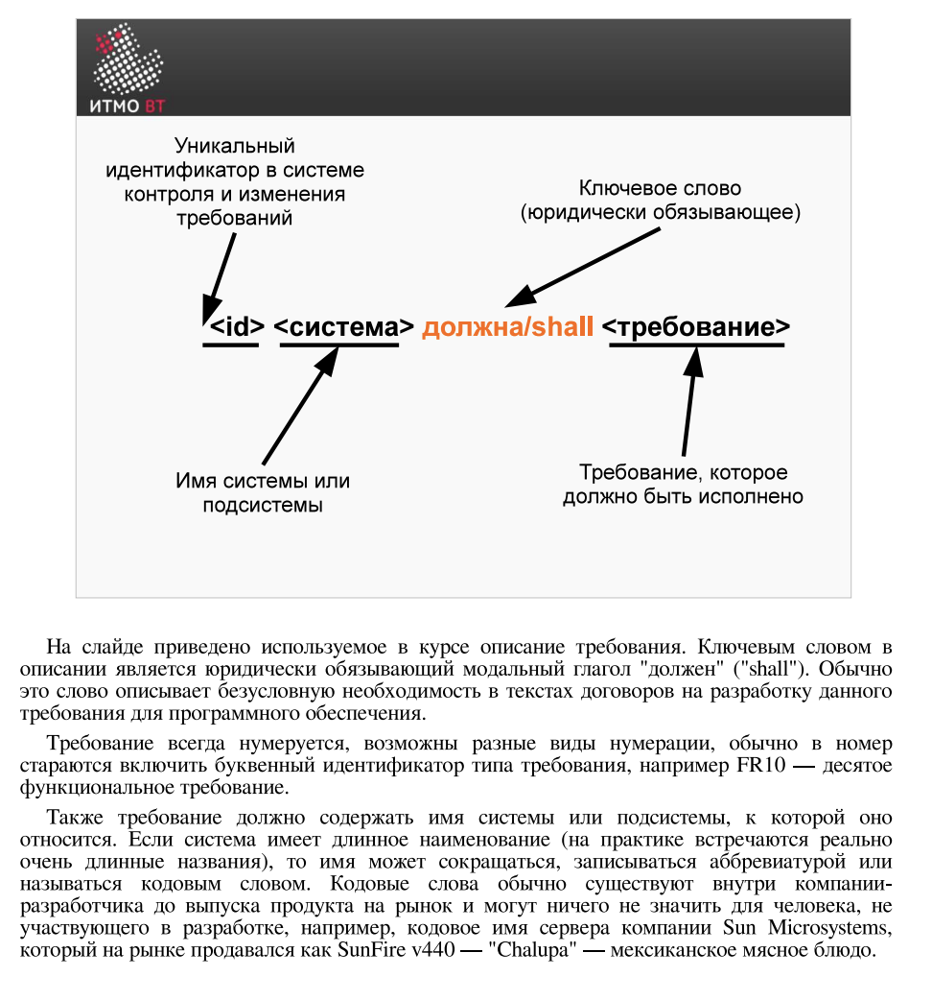 ИТМО ВТ
Уникальный
идентификатор в системе
контроля и изменения
требований
Ключевое слово
(юридически обязывающее)
<id> <система> должна/shall <требование>
Имя системы или
подсистемы
Требование, которое
должно быть исполнено
На слайде приведено используемое в курсе описание требования. Ключевым словом в
описании является юридически обязывающий модальный глагол "должен" ("shall"). Обычно
это слово описывает безусловную необходимость в текстах договоров на разработку данного
требования для программного обеспечения.
Требование всегда нумеруется, возможны разные виды нумерации, обычно в номер
стараются включить буквенный идентификатор типа требования, например FR10 — десятое
функциональное требование.
Также требование должно содержать имя системы или подсистемы, к которой оно
относится. Если система имеет длинное наименование (на практике встречаются реально
очень длинные названия), то имя может сокращаться, записываться аббревиатурой или
называться кодовым словом. Кодовые слова обычно существуют внутри компании-
разработчика до выпуска продукта на рынок и могут ничего не значить для человека, не
участвующего в разработке, например, кодовое имя сервера компании Sun Microsystems,
который на рынке продавался как SunFire v440 — "Chalupa" — мексиканское мясное блюдо.